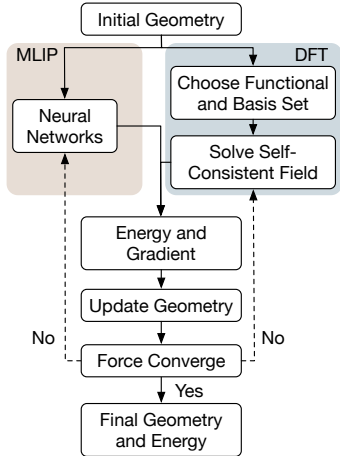 Initial Geometry
MLIP
DFT
Choose Functional
and Basis Set
Neural
Networks
Solve Self-
Consistent Field
Energy and
Gradient
Update Geometry
No
No
Force Converge
Yes
Final Geometry
and Energy